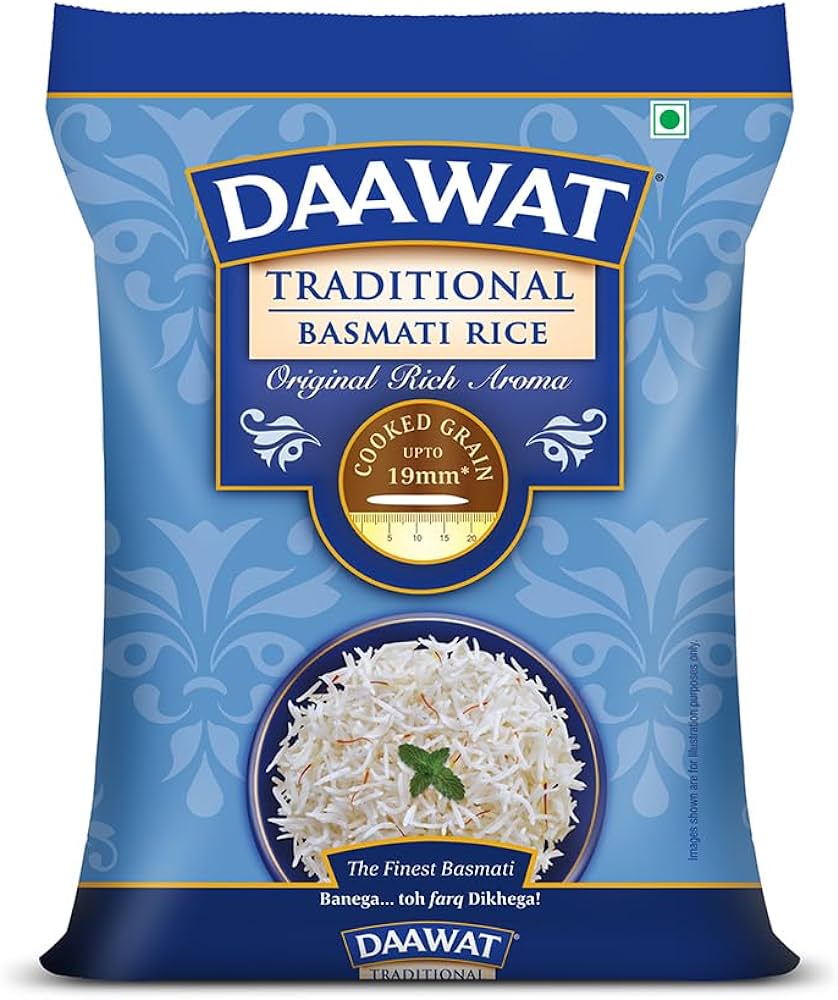 DAAWAT®
TRADITIONAL
BASMATI RICE
Original Rich Aroma
COOKED GRAIN
UPTO
19mm*
5 10 15 20
The Finest Basmati
Banega... toh farq Dikhega!
DAAWAT®
TRADITIONAL
Images shown are for illustration purposes only.